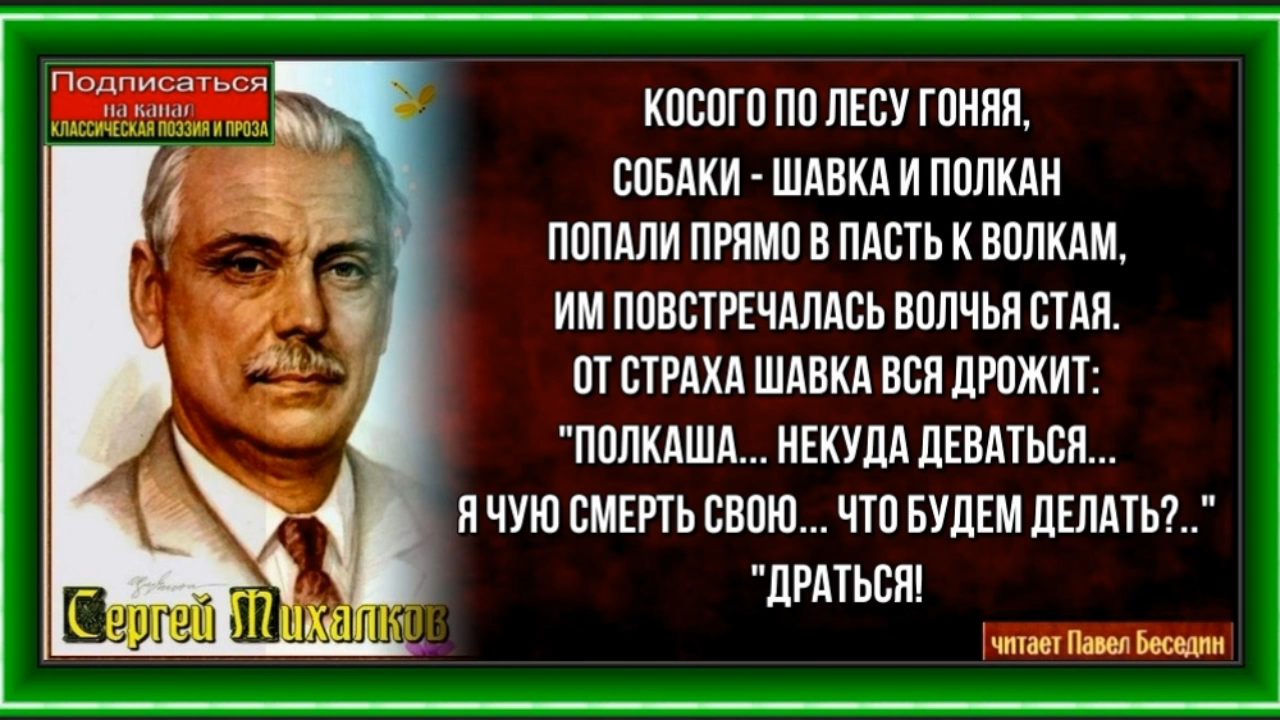 Подписаться
на канал
КЛАССИЧЕСКАЯ ПОЭЗИЯ И ПРОЗА
КОСОГО ПО ЛЕСУ ГОНЯЯ,
СОБАКИ - ШАВКА И ПОЛКАН
ПОПАЛИ ПРЯМО В ПАСТЬ К ВОЛКАМ,
ИМ ПОВСТРЕЧАЛАСЬ ВОЛЧЬЯ СТАЯ.
ОТ СТРАХА ШАВКА ВСЯ ДРОЖИТ:
"ПОЛКАША... НЕКУДА ДЕВАТЬСЯ...
Я ЧУЮ СМЕРТЬ СВОЮ... ЧТО БУДЕМ ДЕЛАТЬ?.."
"ДРАТЬСЯ!
Сергей Михалков
читает Павел Беседин